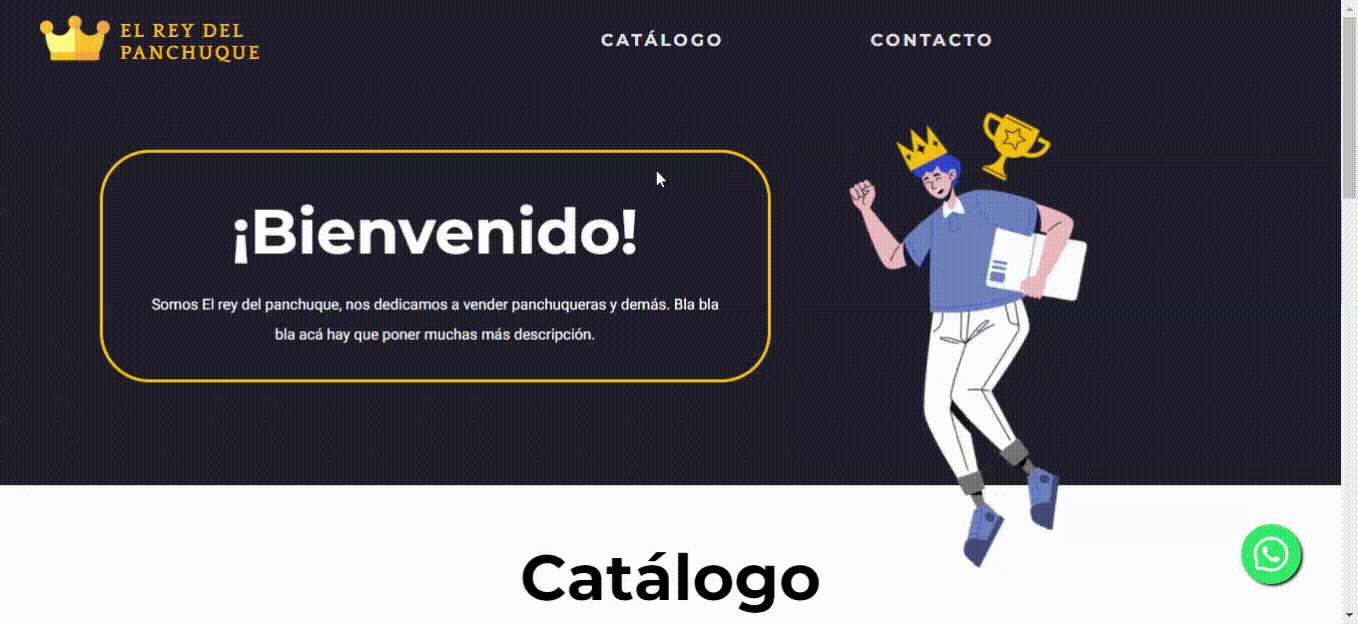 EL REY DEL
PANCHUQUE
CATÁLOGO
CONTACTO
¡Bienvenido!
Somos El rey del panchuque, nos dedicamos a vender panchuqueras y demás. Bla bla
bla acá hay que poner muchas más descripción.
Catálogo